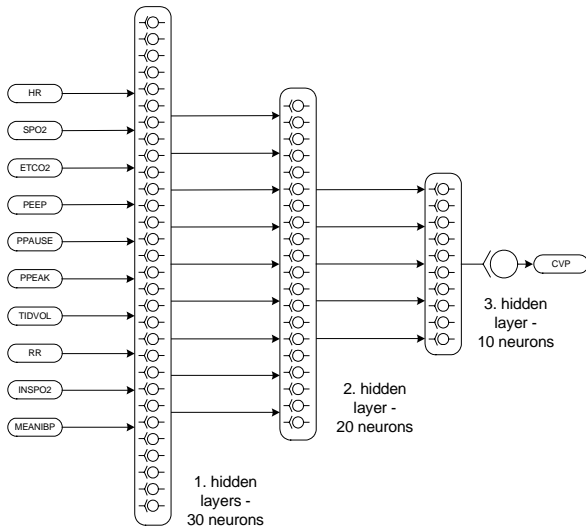 HR
SPO2
ETCO2
PEEP
PPAUSE
PPEAK
TIDVOL
RR
INSPO2
MEANIBP
1. hidden
layers -
30 neurons
2. hidden
layer -
20 neurons
3. hidden
layer -
10 neurons
CVP